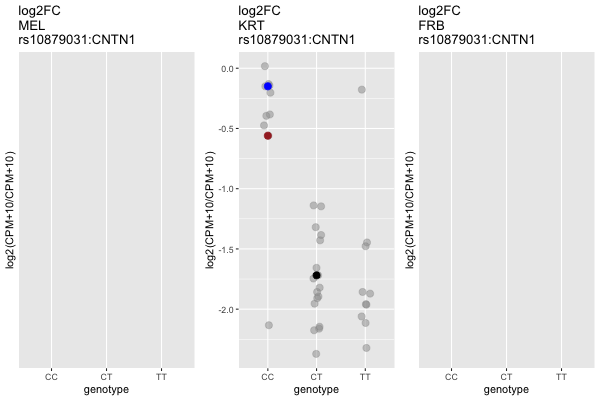 log2FC
MEL
rs10879031:CNTN1
log2(CPM+10/CPM+10)
CC CT TT
genotype
log2FC
KRT
rs10879031:CNTN1
log2(CPM+10/CPM+10)
0.0
-0.5
-1.0
-1.5
-2.0
CC CT TT
genotype
log2FC
FRB
rs10879031:CNTN1
log2(CPM+10/CPM+10)
CC CT TT
genotype